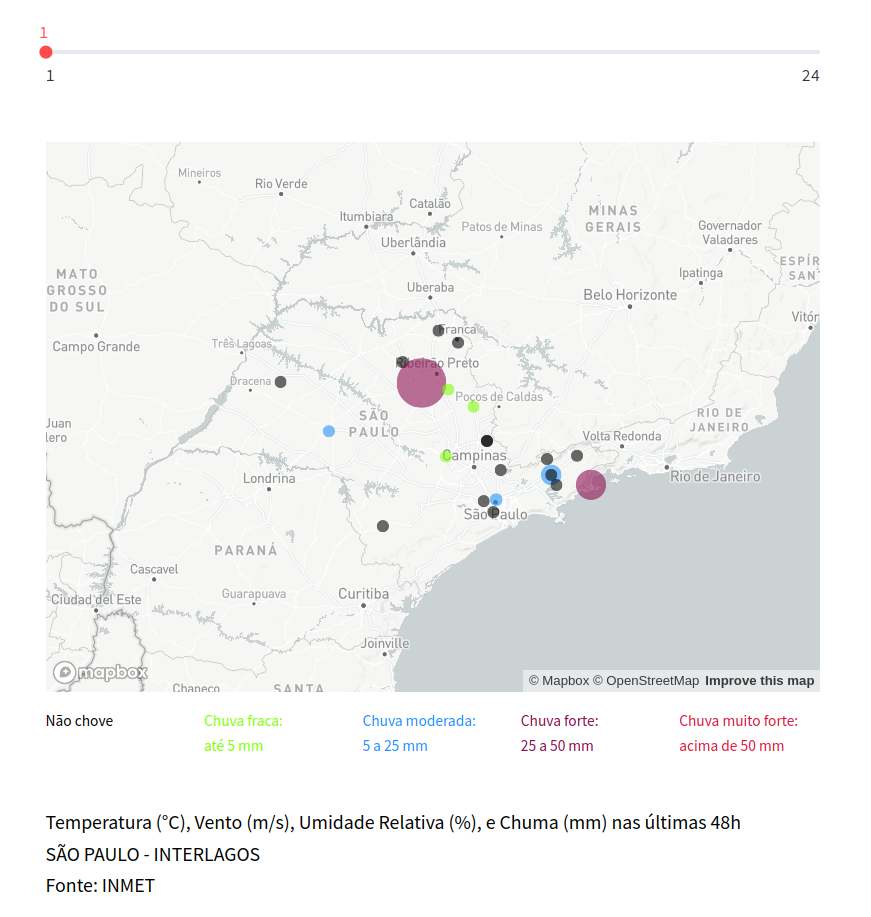 1
1
24
Mineiros
Rio Verde
Catalão
Itumbiara
Patos de Minas
MINAS
GERAIS
Governador
Valadares
Uberlândia
ESPÍR
SAN
MATO
GROSSO
DO SUL
Ipatinga
Uberaba
Belo Horizonte
Vitór
Franca
Campo Grande
Três Lagoas
Ribeirão Preto
Dracena
Poços de Caldas
SÃO
PAULO
RIO DE
JANEIRO
Juan
lero
Volta Redonda
Campinas
Londrina
Rio de Janeiro
São Paulo
PARANÁ
Cascavel
Ciudad del Este
Guarapuava
Curitiba
Joinville
mapbox
© Mapbox © OpenStreetMap Improve this map
Chapecó
SANTA
Não chove
Chuva fraca:
até 5 mm
Chuva moderada:
5 a 25 mm
Chuva forte:
25 a 50 mm
Chuva muito forte:
acima de 50 mm
Temperatura (°C), Vento (m/s), Umidade Relativa (%), e Chuma (mm) nas últimas 48h
SÃO PAULO - INTERLAGOS
Fonte: INMET